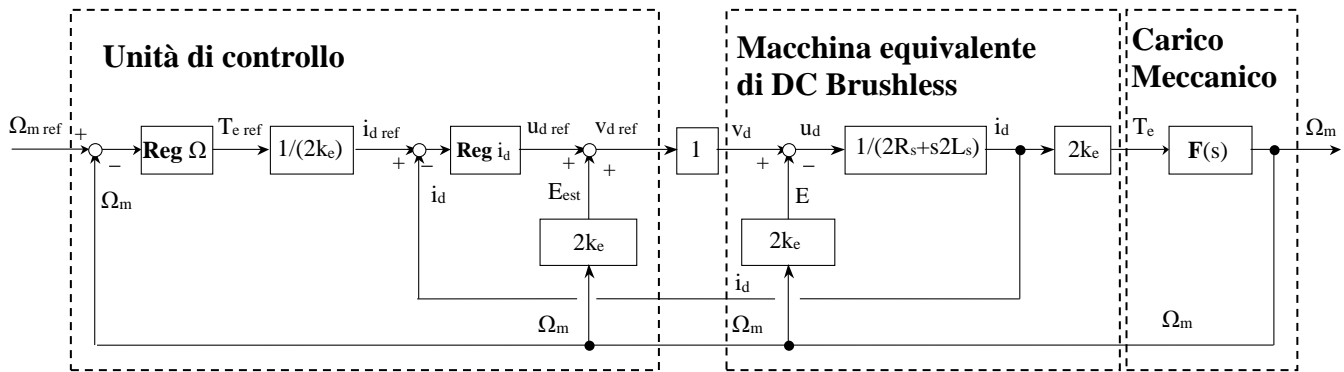 Unità di controllo
Macchina equivalente
di DC Brushless
Carico
Meccanico
Ωm ref
+
−
Reg Ω
Te ref
1/(2ke)
id ref
+
−
Reg id
ud ref
+
+
vd ref
1
vd
+
−
ud
1/(2Rs+s2Ls)
id
2ke
Te
F(s)
Ωm
Ωm
id
Eest
2ke
E
2ke
id
Ωm
Ωm
Ωm